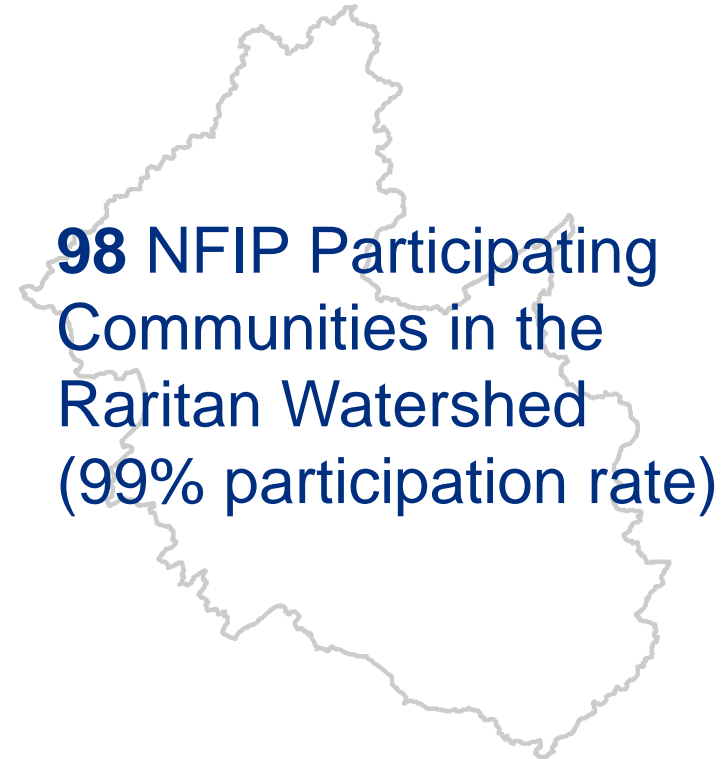 98 NFIP Participating
Communities in the
Raritan Watershed
(99% participation rate)